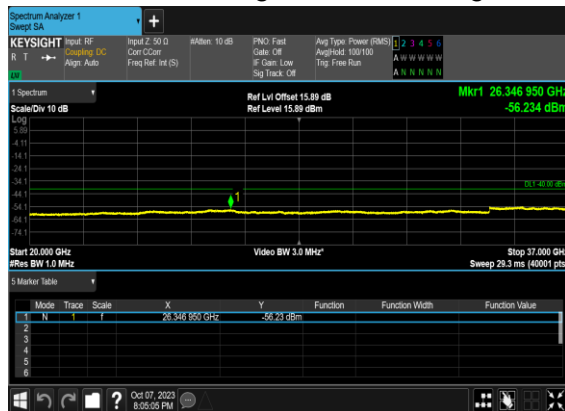 Spectrum Analyzer 1
Swept SA
+
KEYSIGHT Input: RF Input Z: 50 Ω #Atten: 10 dB PNO: Fast Avg Type: Power (RMS) 1 2 3 4 5 6
R T Coupling: DC Corr CCorr Gate: Off Avg|Hold: 100/100 A W W W W W
Align: Auto Freq Ref: Int (S) IF Gain: Low Trig: Free Run
Sig Track: Off A N N N N N
LW
1 Spectrum Ref Lvl Offset 15.89 dB Mkr1 26.346 950 GHz
Scale/Div 10 dB Ref Level 15.89 dBm -56.234 dBm
Log
5.89
-4.11
-14.1
-24.1
-34.1
DL1 -40.00 dBm
-44.1
1
-54.1
-64.1
-74.1
Start 20.000 GHz Video BW 3.0 MHz* Stop 37.000 GHz
#Res BW 1.0 MHz Sweep 29.3 ms (40001 pts)
5 Marker Table
Mode Trace Scale X Y Function Function Width Function Value
1 N 1 f 26.346 950 GHz -56.23 dBm
2
3
4
5
6
? Oct 07, 2023
8:05:05 PM